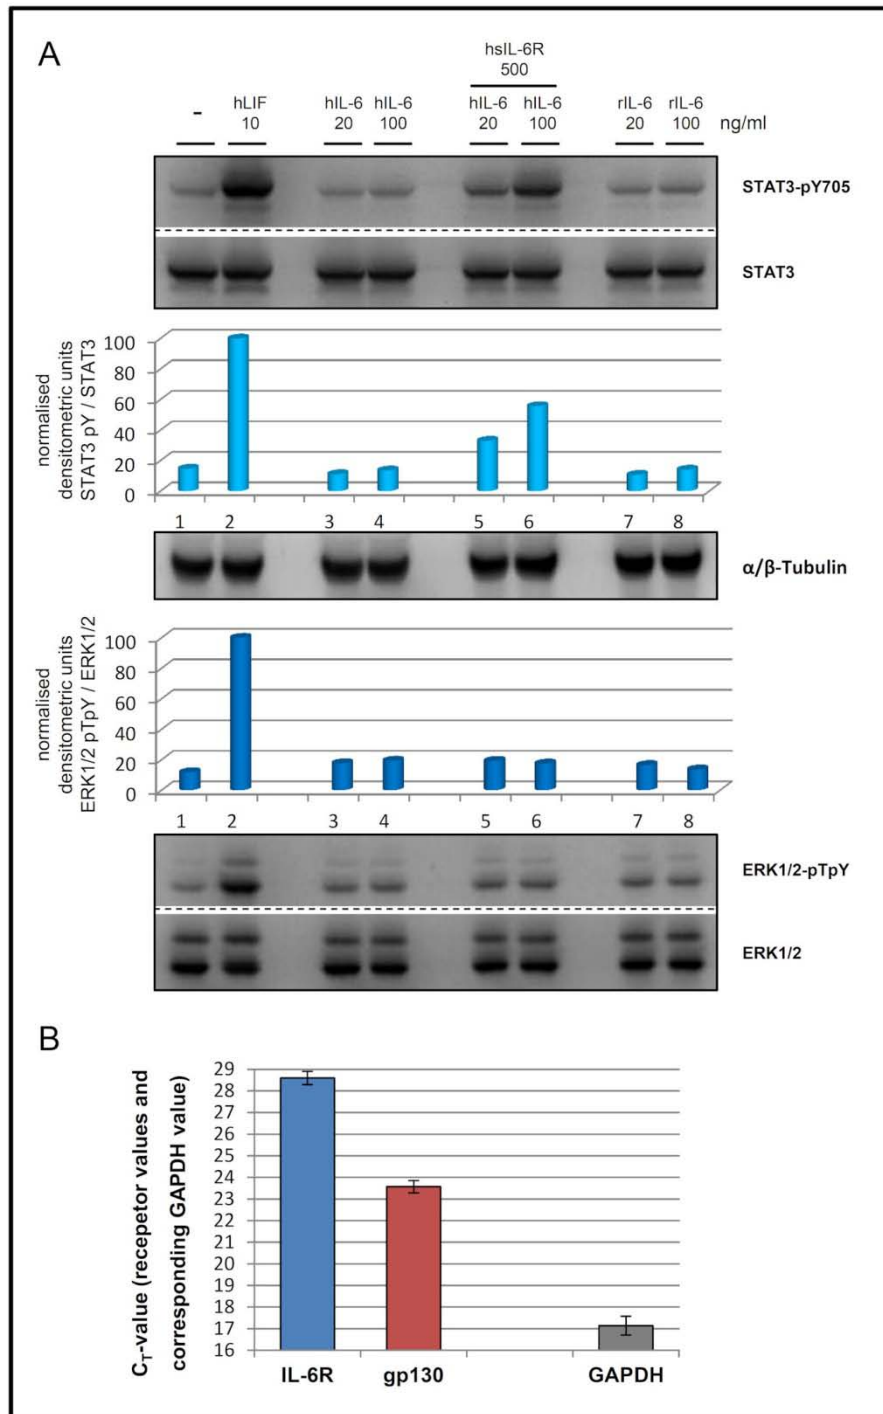 A
hsIL-6R
500
- hLIF hIL-6 hIL-6 hIL-6 hIL-6 rIL-6 rIL-6
10 20 100 20 100 20 100 ng/ml
STAT3-pY705
STAT3
normalised
densitometric units
STAT3 pY / STAT3
100
80
60
40
20
0
1 2 3 4 5 6 7 8
α/β-Tubulin
normalised
densitometric units
ERK1/2 pTpY / ERK1/2
100
80
60
40
20
0
1 2 3 4 5 6 7 8
ERK1/2-pTpY
ERK1/2
B
CT-value (recepetor values and
corresponding GAPDH value)
29
28
27
26
25
24
23
22
21
20
19
18
17
16
IL-6R gp130 GAPDH